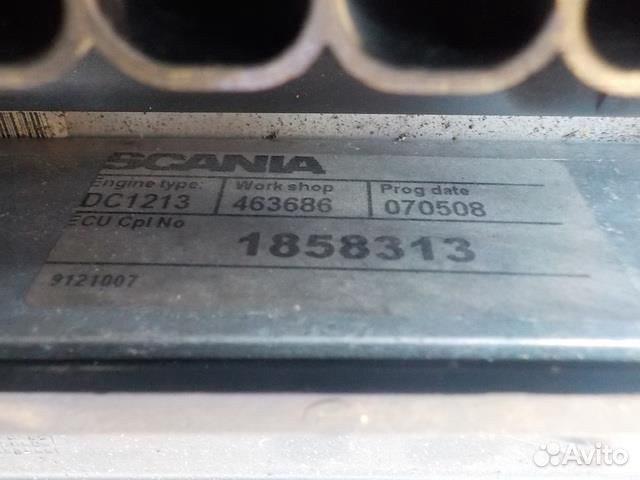 SCANIA
Engine type: Work shop Prog date
DC1213 463686 070508
ECU Cpl No
1858313
9121007
Avito